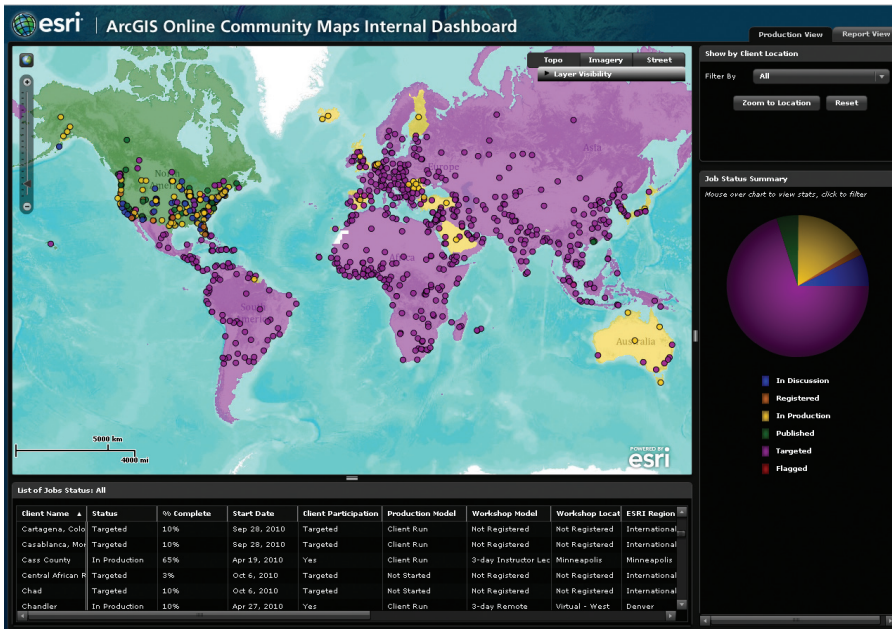 esri | ArcGIS Online Community Maps Internal Dashboard
Production View
Report View
Topo
Imagery
Street
Layer Visibility
Asia
Europe
North America
Africa
South America
Australia
5000 km
4000 mi
POWERED BY
esri
Show by Client Location
Filter By
All
Zoom to Location
Reset
Job Status Summary
Mouse over chart to view stats, click to filter
In Discussion
Registered
In Production
Published
Targeted
Flagged
List of Jobs Status: All
Client Name Status % Complete Start Date Client Participation Production Model Workshop Model Workshop Locat ESRI Region
Cartagena, Colo Targeted 10% Sep 28, 2010 Targeted Client Run Not Registered Not Registered International
Casablanca, Mor Targeted 10% Sep 28, 2010 Targeted Client Run Not Registered Not Registered International
Cass County In Production 65% Apr 19, 2010 Yes Client Run 3-day Instructor Lec Minneapolis Minneapolis
Central African R Targeted 3% Oct 6, 2010 Targeted Not Started Not Registered Not Registered International
Chad Targeted 10% Oct 6, 2010 Targeted Not Started Not Registered Not Registered International
Chandler In Production 10% Apr 27, 2010 Yes Client Run 3-day Remote Virtual - West Denver